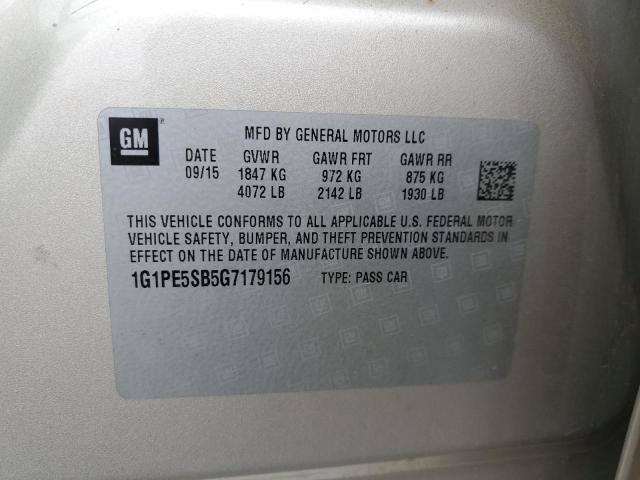 GM
MFD BY GENERAL MOTORS LLC
DATE GVWR GAWR FRT GAWR RR
09/15 1847 KG 972 KG 875 KG
4072 LB 2142 LB 1930 LB
THIS VEHICLE CONFORMS TO ALL APPLICABLE U.S. FEDERAL MOTOR
VEHICLE SAFETY, BUMPER, AND THEFT PREVENTION STANDARDS IN
EFFECT ON THE DATE OF MANUFACTURE SHOWN ABOVE.
1G1PE5SB5G7179156 TYPE: PASS CAR